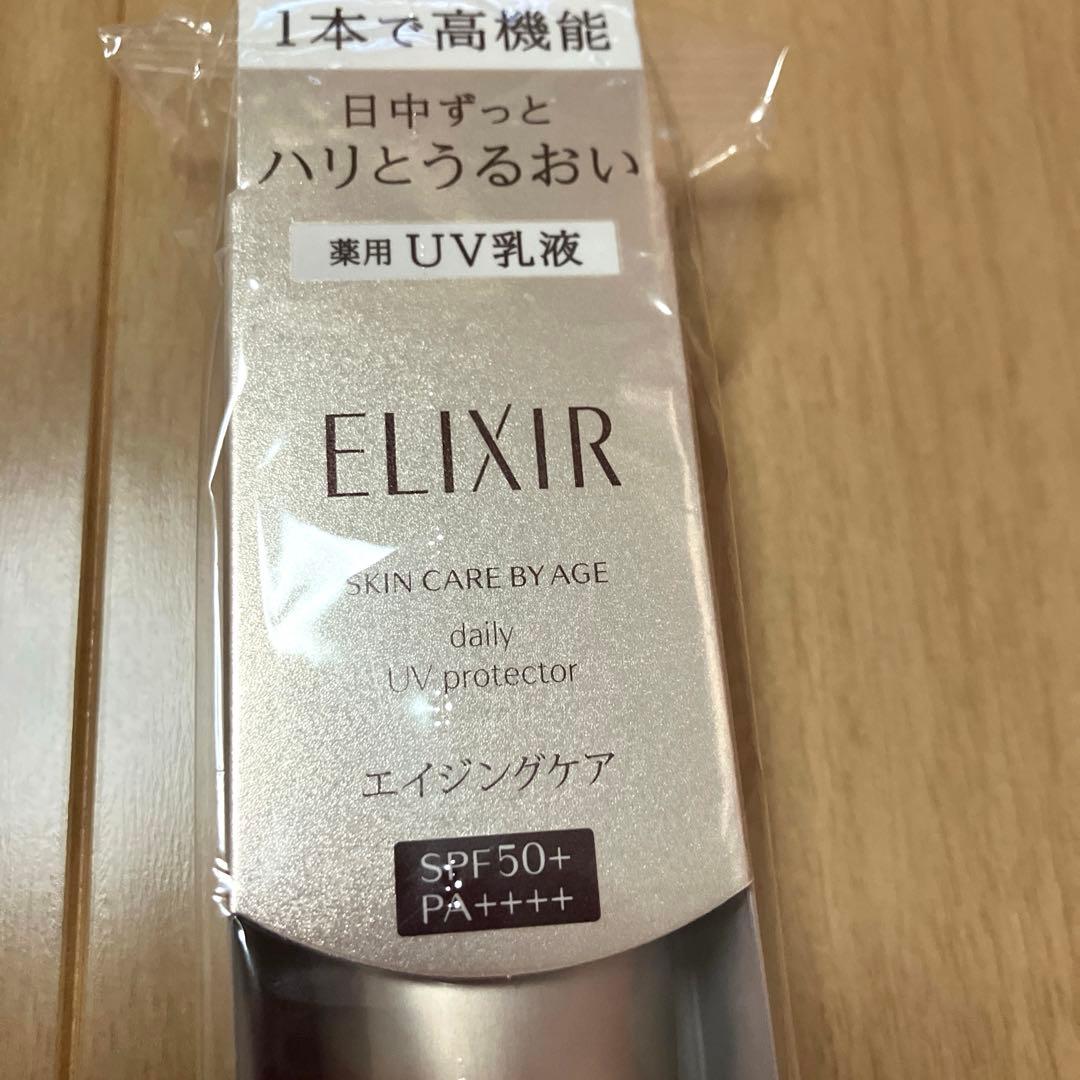 1本で高機能
日中ずっと
ハリとうるおい
薬用 UV乳液
ELIXIR
SKIN CARE BY AGE
daily
UV protector
エイジングケア
SPF50+
PA++++